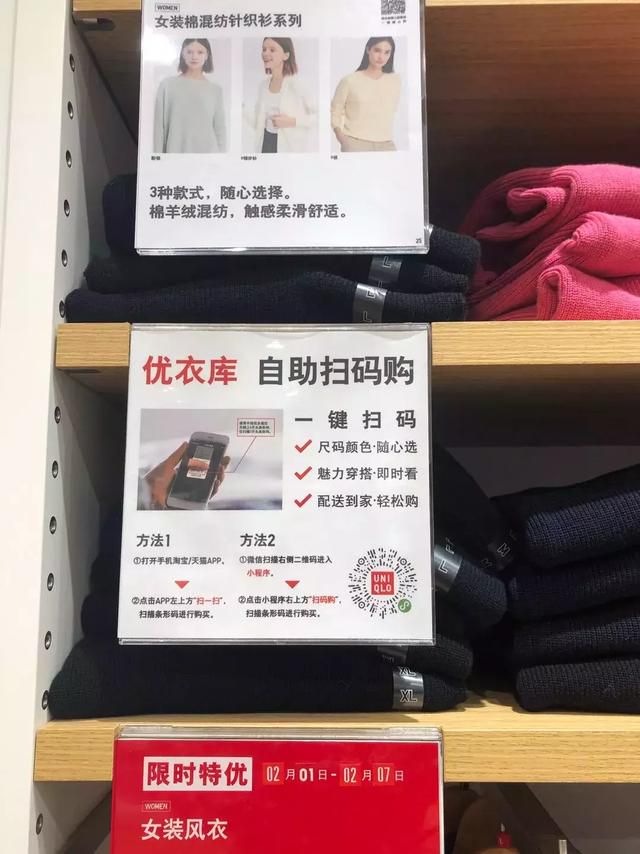 WOMEN
女装棉混纺针织衫系列
3种款式，随心选择。
棉羊绒混纺，触感柔滑舒适。
25
优衣库 自助扫码购
一键扫码
尺码颜色·随心选
魅力穿搭·即时看
配送到家·轻松购
方法1
①打开手机淘宝/天猫APP。
②点击APP左上方"扫一扫"，
扫描条形码进行购买。
方法2
①微信扫描右侧二维码进入
小程序。
②点击小程序右上方"扫码购"，
扫描条形码进行购买。
UNI
QLO
XL
限时特优 02月01日-02月07日
WOMEN
女装风衣